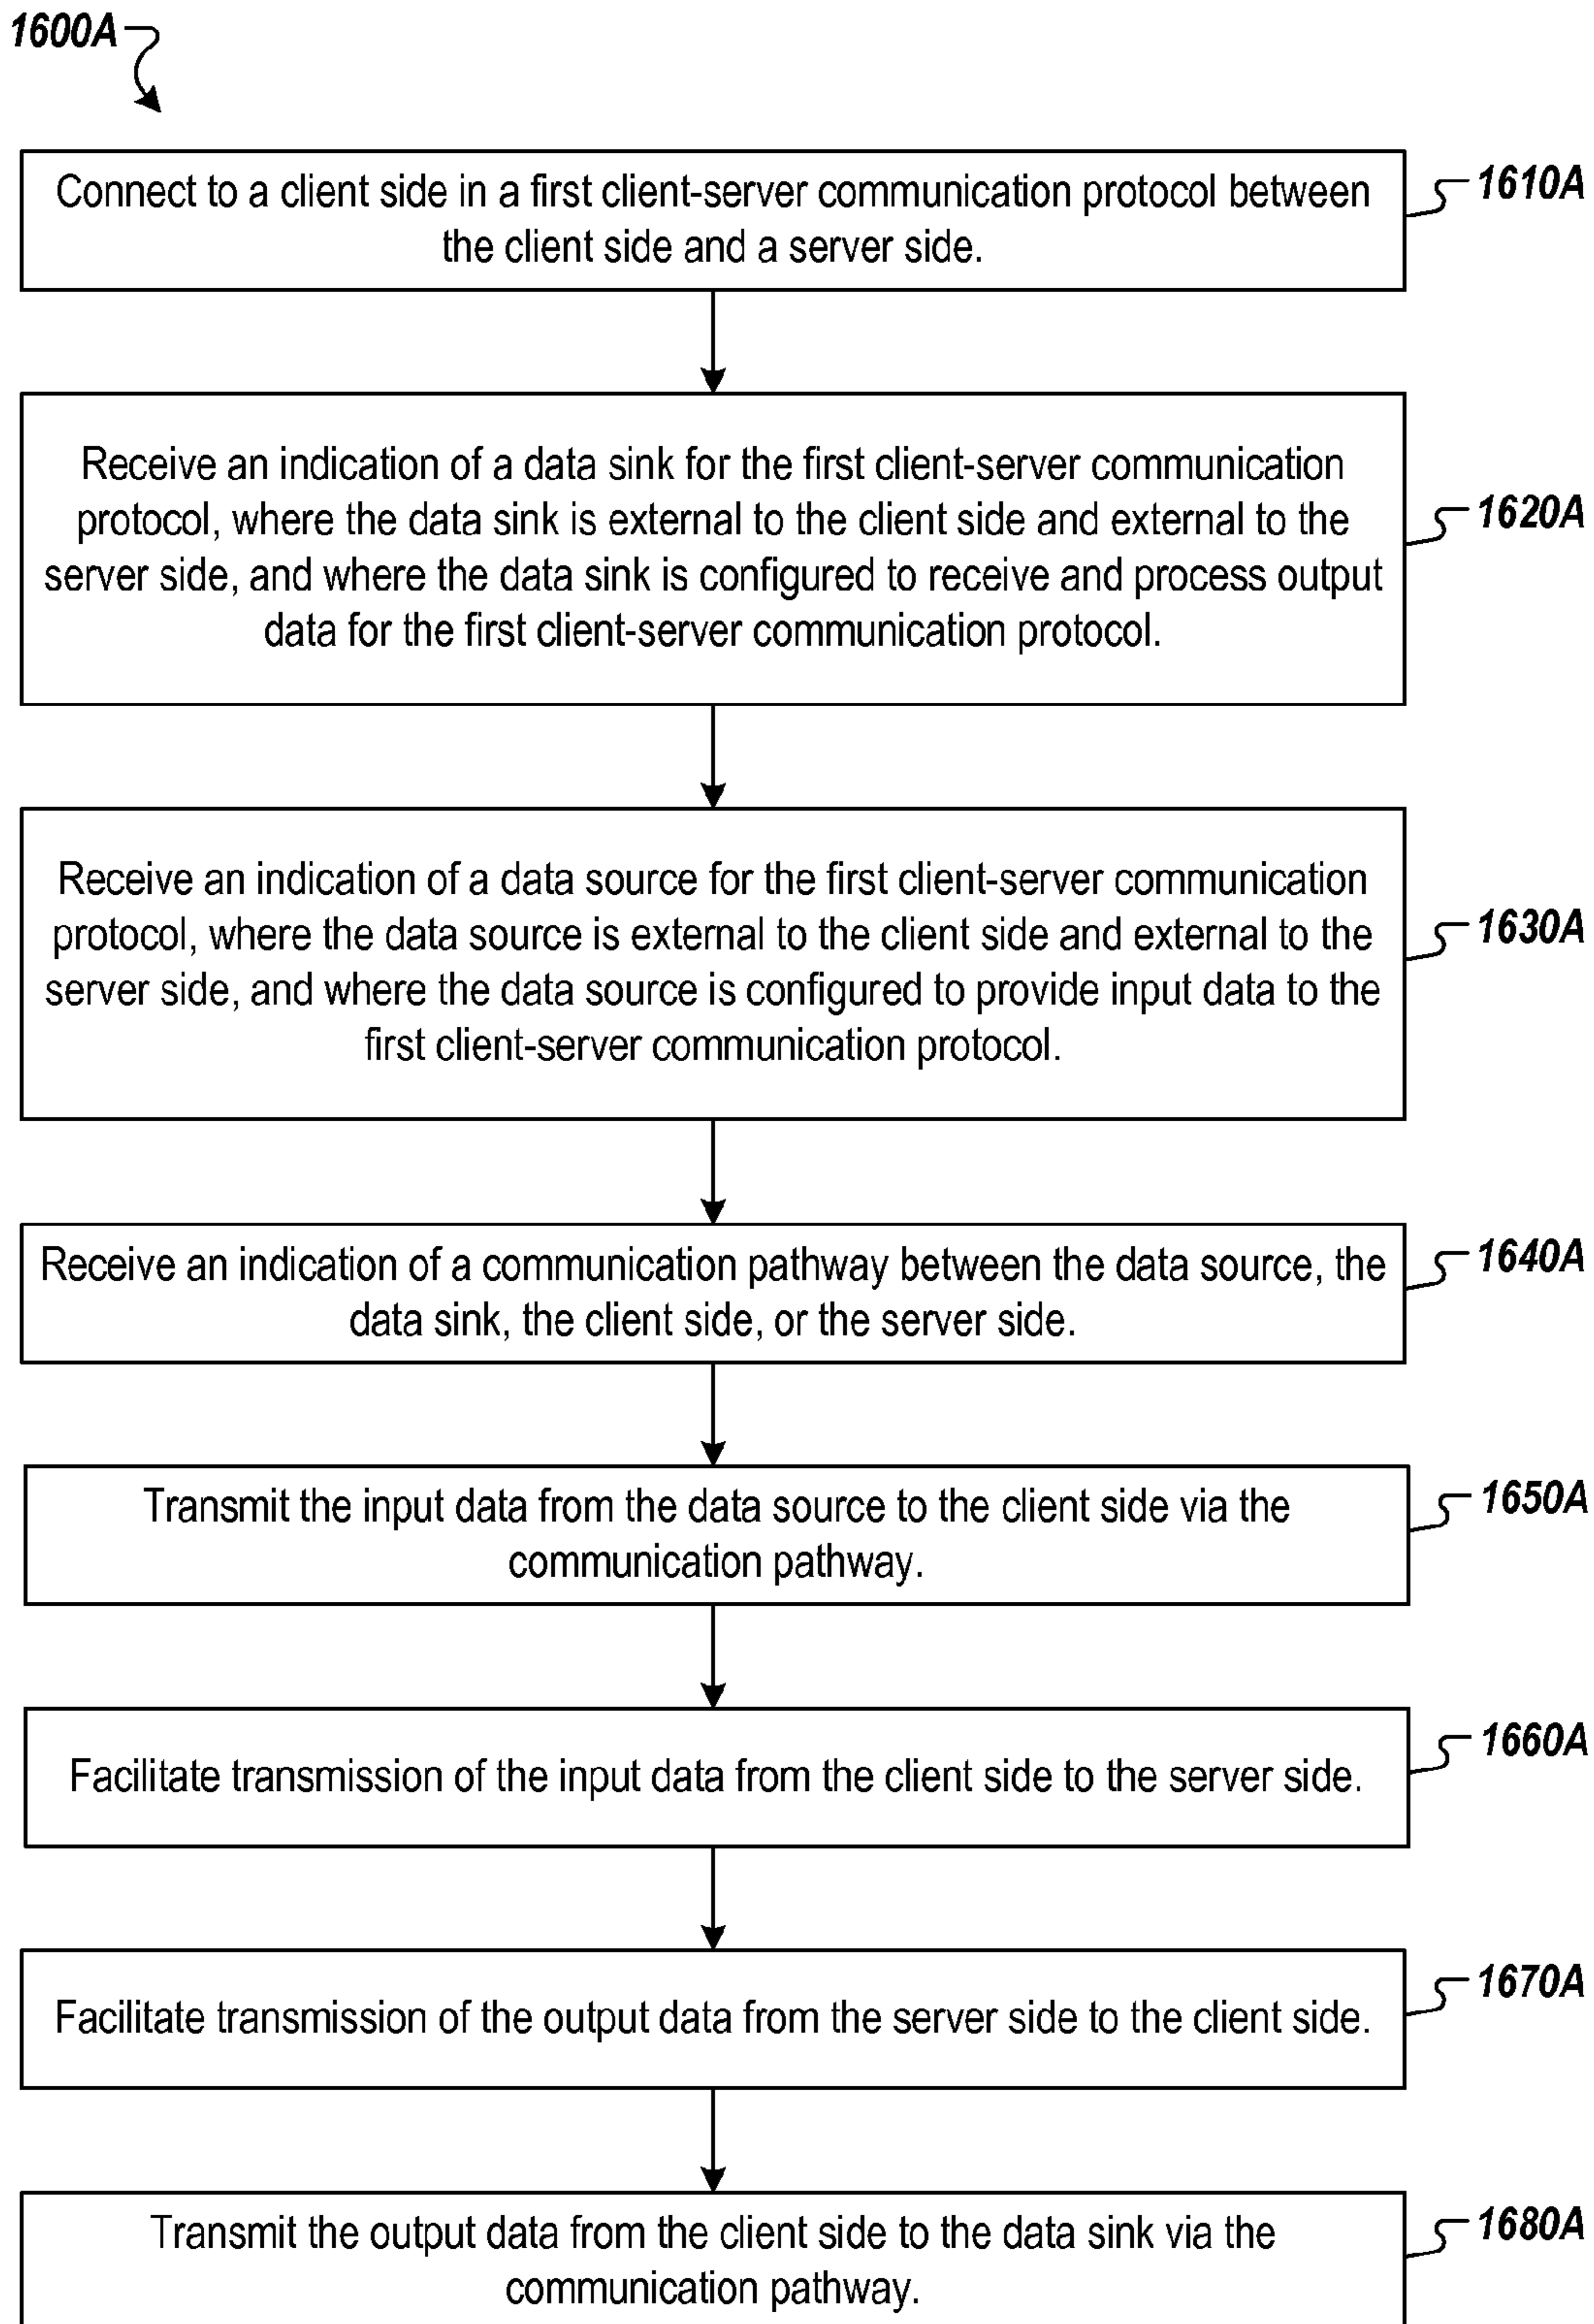 1600A
Connect to a client side in a first client-server communication protocol between
the client side and a server side.
1610A
Receive an indication of a data sink for the first client-server communication
protocol, where the data sink is external to the client side and external to the
server side, and where the data sink is configured to receive and process output
data for the first client-server communication protocol.
1620A
Receive an indication of a data source for the first client-server communication
protocol, where the data source is external to the client side and external to the
server side, and where the data source is configured to provide input data to the
first client-server communication protocol.
1630A
Receive an indication of a communication pathway between the data source, the
data sink, the client side, or the server side.
1640A
Transmit the input data from the data source to the client side via the
communication pathway.
1650A
Facilitate transmission of the input data from the client side to the server side.
1660A
Facilitate transmission of the output data from the server side to the client side.
1670A
Transmit the output data from the client side to the data sink via the
communication pathway.
1680A